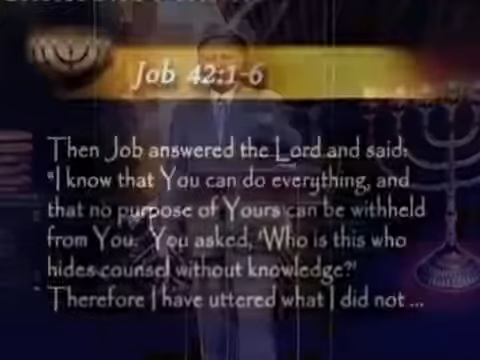 Job 42:1-6
Then Job answered the Lord and said:
"I know that You can do everything, and
that no purpose of Yours can be withheld
from You. You asked, 'Who is this who
hides counsel without knowledge?'
Therefore I have uttered what I did not ...